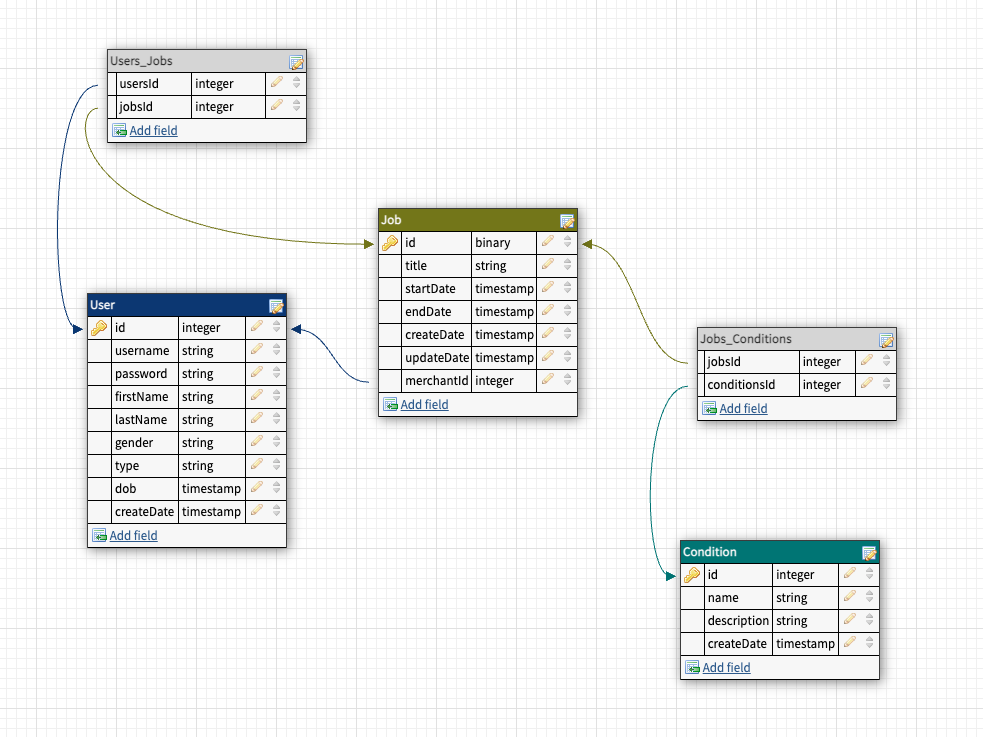 Users_Jobs
usersId integer
jobsId integer
Add field
Job
id binary
title string
startDate timestamp
endDate timestamp
createDate timestamp
updateDate timestamp
merchantId integer
Add field
User
id integer
username string
password string
firstName string
lastName string
gender string
type string
dob timestamp
createDate timestamp
Add field
Jobs_Conditions
jobsId integer
conditionsId integer
Add field
Condition
id integer
name string
description string
createDate timestamp
Add field